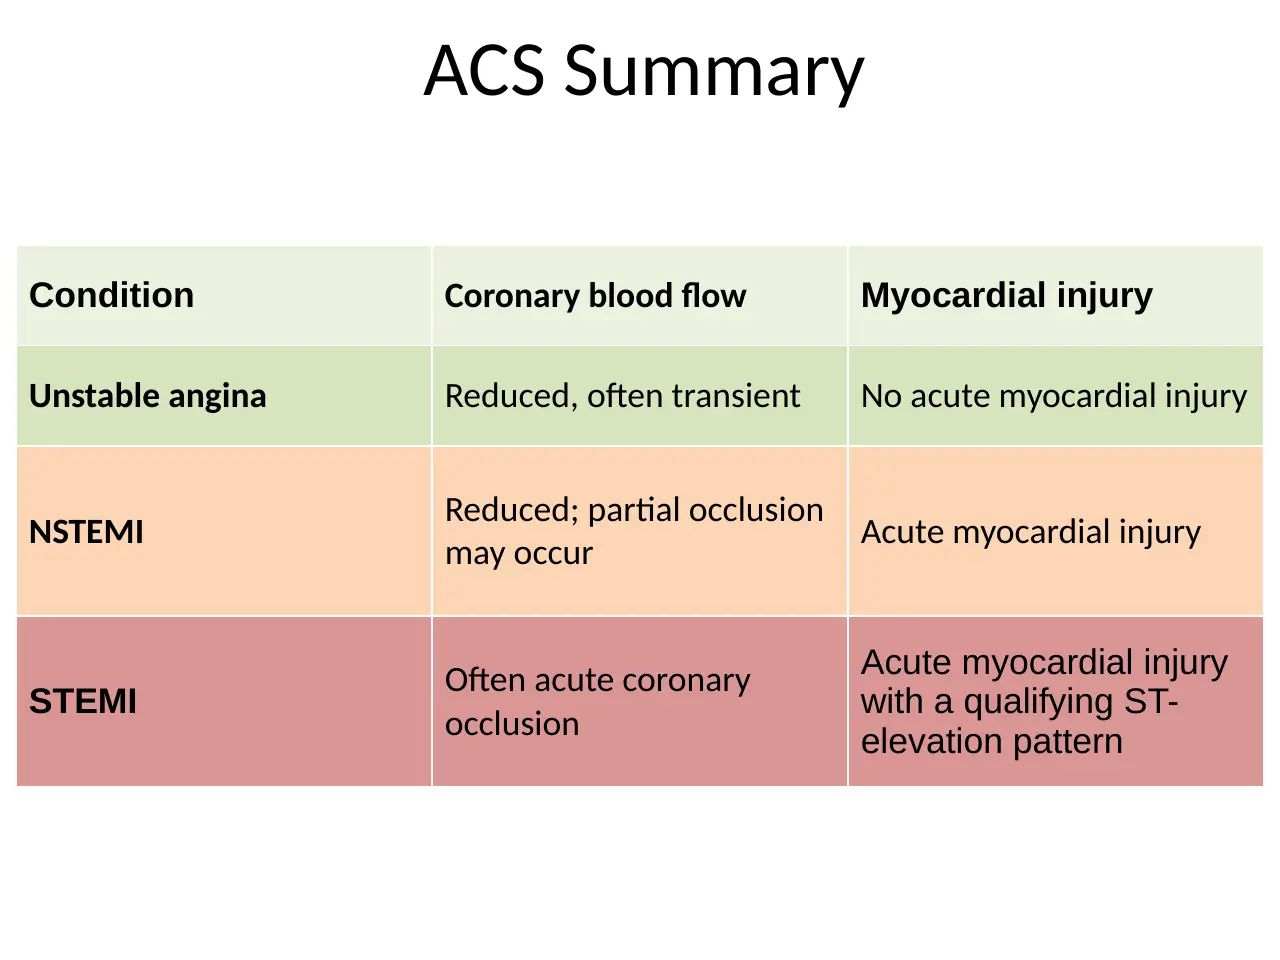 ACS Summary
Condition
Coronary blood flow
Myocardial injury
Unstable angina
Reduced, often transient
No acute myocardial injury
NSTEMI
Reduced; partial occlusion
may occur
Acute myocardial injury
STEMI
Often acute coronary
occlusion
Acute myocardial injury
with a qualifying ST-
elevation pattern